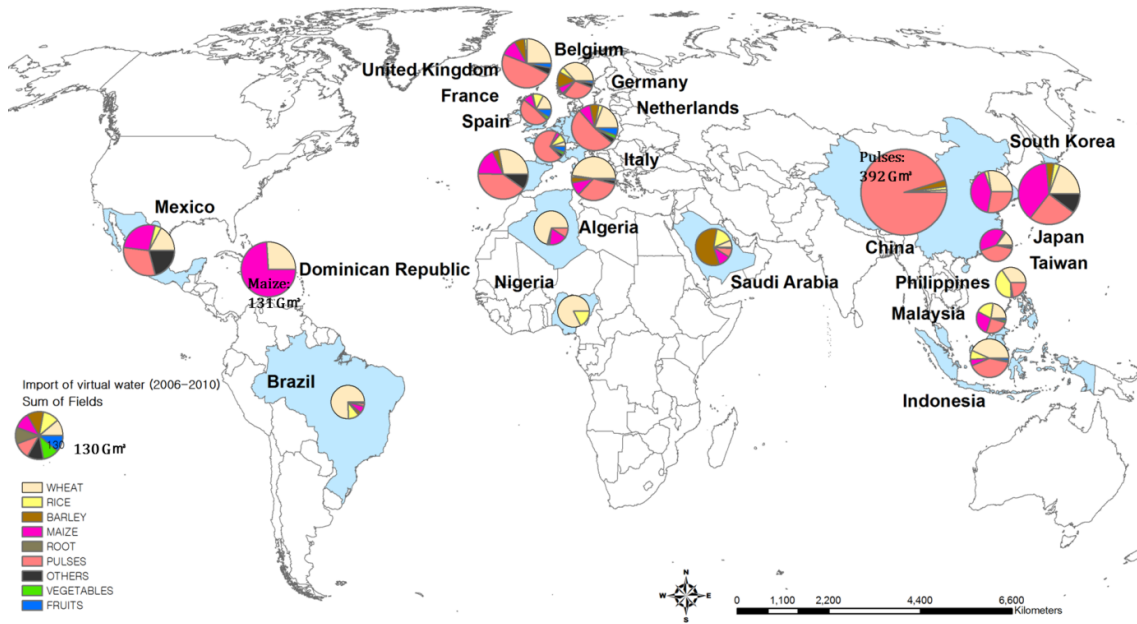 Belgium
United Kingdom
Germany
France
Netherlands
Spain
Italy
South Korea
Pulses:
392 Gm³
Mexico
Algeria
China
Japan
Dominican Republic
Taiwan
Maize:
131 Gm³
Nigeria
Saudi Arabia
Philippines
Malaysia
Brazil
Indonesia
Import of virtual water (2006-2010)
Sum of Fields
130
130 Gm³
WHEAT
RICE
BARLEY
MAIZE
ROOT
PULSES
OTHERS
VEGETABLES
FRUITS
N
W E
S
0 1,100 2,200 4,400 6,600
Kilometers